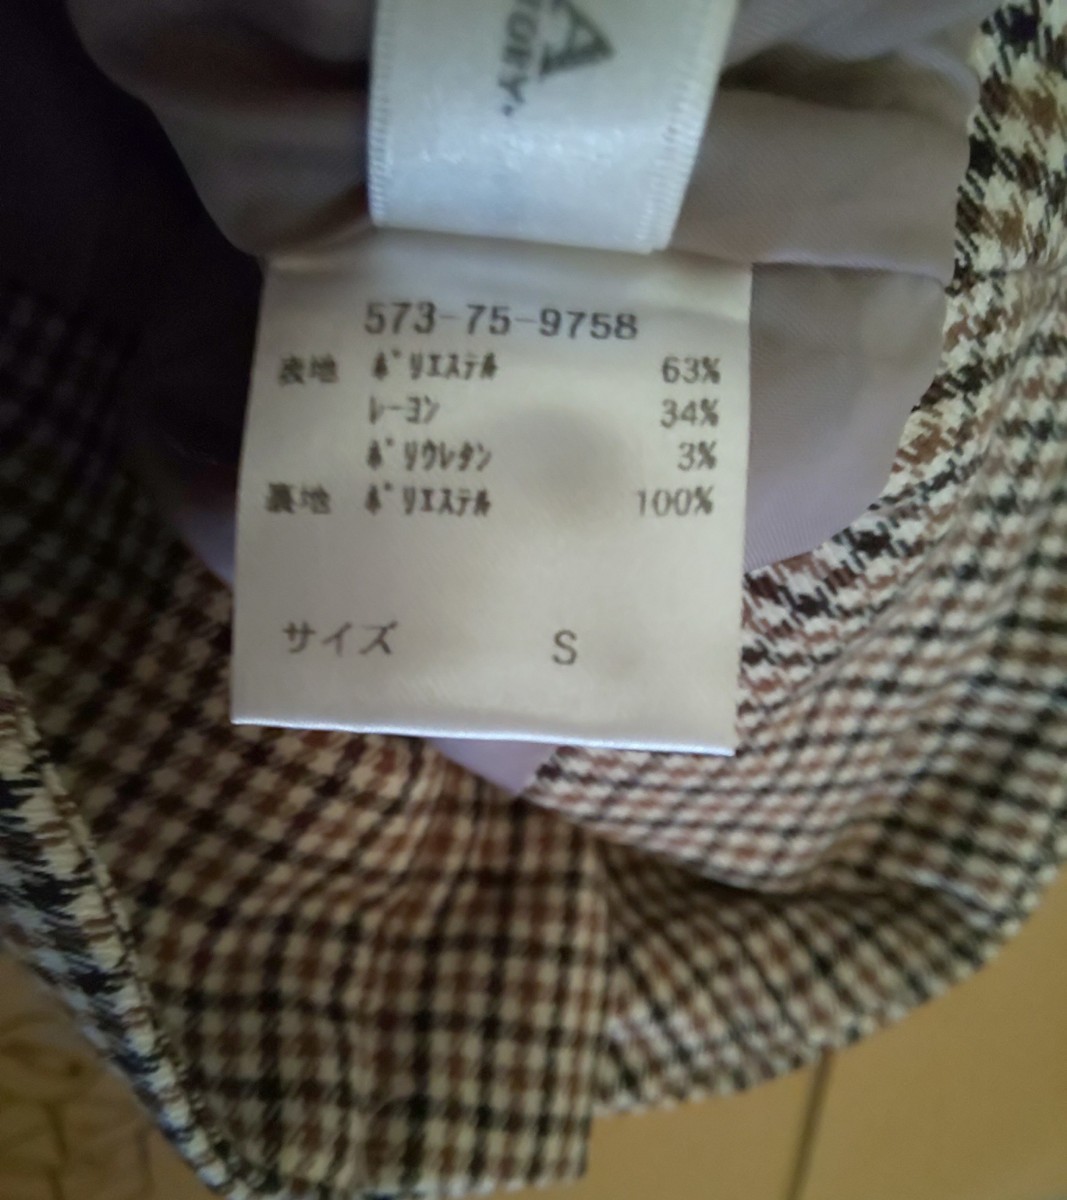 573-75-9758
表地 ポリエステル 63%
レーヨン 34%
ポリウレタン 3%
裏地 ポリエステル 100%
サイズ S